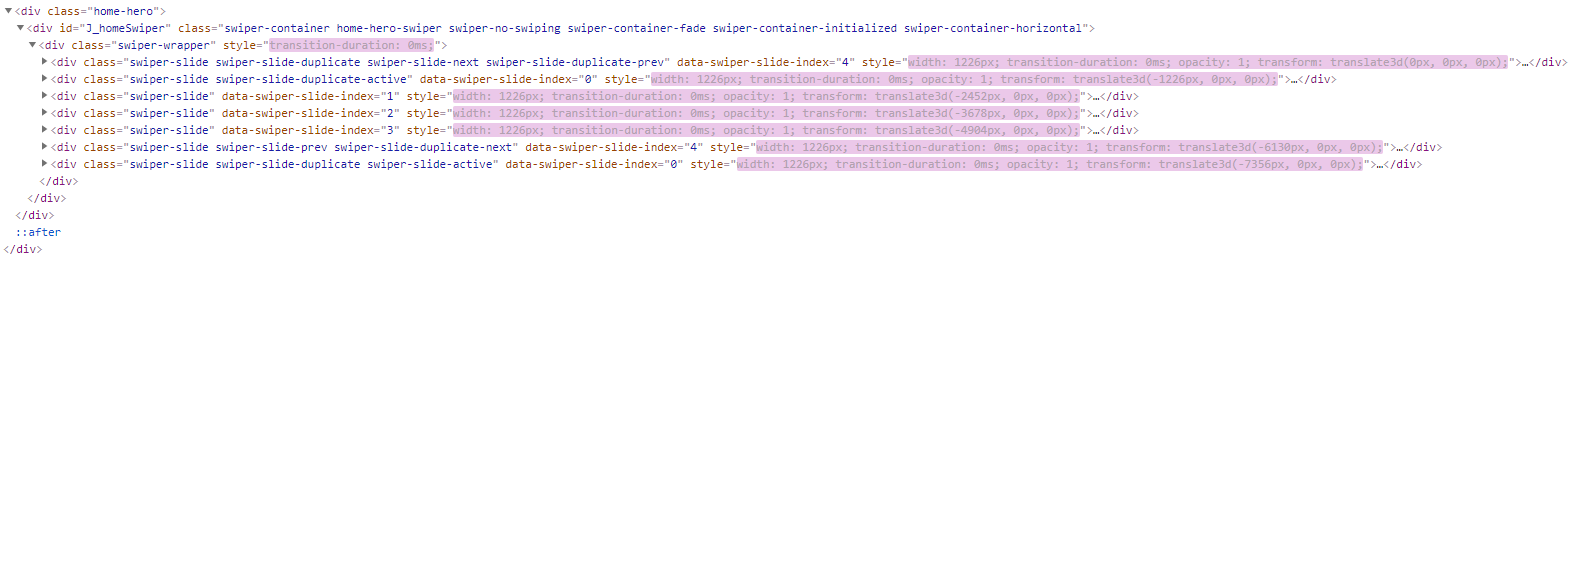 ▼<div class="home-hero">
▼<div id="J_homeSwiper" class="swiper-container home-hero-swiper swiper-no-swiping swiper-container-fade swiper-container-initialized swiper-container-horizontal">
▼<div class="swiper-wrapper" style="transition-duration: 0ms;">
▶<div class="swiper-slide swiper-slide-duplicate swiper-slide-next swiper-slide-duplicate-prev" data-swiper-slide-index="4" style="width: 1226px; transition-duration: 0ms; opacity: 1; transform: translate3d(0px, 0px, 0px);">…</div>
▶<div class="swiper-slide swiper-slide-duplicate-active" data-swiper-slide-index="0" style="width: 1226px; transition-duration: 0ms; opacity: 1; transform: translate3d(-1226px, 0px, 0px);">…</div>
▶<div class="swiper-slide" data-swiper-slide-index="1" style="width: 1226px; transition-duration: 0ms; opacity: 1; transform: translate3d(-2452px, 0px, 0px);">…</div>
▶<div class="swiper-slide" data-swiper-slide-index="2" style="width: 1226px; transition-duration: 0ms; opacity: 1; transform: translate3d(-3678px, 0px, 0px);">…</div>
▶<div class="swiper-slide" data-swiper-slide-index="3" style="width: 1226px; transition-duration: 0ms; opacity: 1; transform: translate3d(-4904px, 0px, 0px);">…</div>
▶<div class="swiper-slide swiper-slide-prev swiper-slide-duplicate-next" data-swiper-slide-index="4" style="width: 1226px; transition-duration: 0ms; opacity: 1; transform: translate3d(-6130px, 0px, 0px);">…</div>
▶<div class="swiper-slide swiper-slide-duplicate swiper-slide-active" data-swiper-slide-index="0" style="width: 1226px; transition-duration: 0ms; opacity: 1; transform: translate3d(-7356px, 0px, 0px);">…</div>
</div>
</div>
</div>
::after
</div>